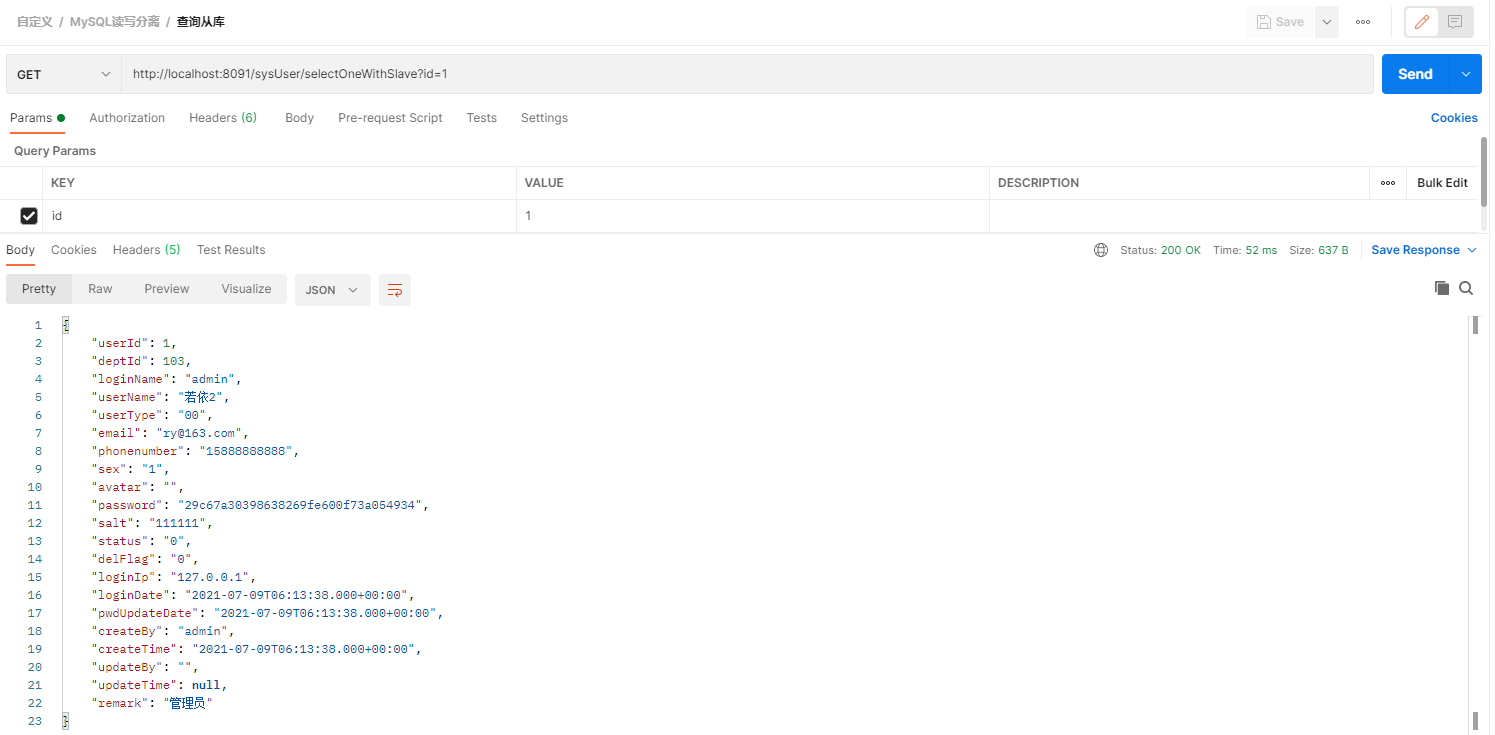 自定义 / MySQL读写分离 / 查询从库 Save
GET http://localhost:8091/sysUser/selectOneWithSlave?id=1 Send
Params Authorization Headers (6) Body Pre-request Script Tests Settings Cookies
Query Params
KEY VALUE DESCRIPTION Bulk Edit
id 1
Body Cookies Headers (5) Test Results Status: 200 OK Time: 52 ms Size: 637 B Save Response
Pretty Raw Preview Visualize JSON
1 {
2 "userId": 1,
3 "deptId": 103,
4 "loginName": "admin",
5 "userName": "若依2",
6 "userType": "00",
7 "email": "ry@163.com",
8 "phonenumber": "15888888888",
9 "sex": "1",
10 "avatar": "",
11 "password": "29c67a30398638269fe600f73a054934",
12 "salt": "111111",
13 "status": "0",
14 "delFlag": "0",
15 "loginIp": "127.0.0.1",
16 "loginDate": "2021-07-09T06:13:38.000+00:00",
17 "pwdUpdateDate": "2021-07-09T06:13:38.000+00:00",
18 "createBy": "admin",
19 "createTime": "2021-07-09T06:13:38.000+00:00",
20 "updateBy": "",
21 "updateTime": null,
22 "remark": "管理员"
23 }